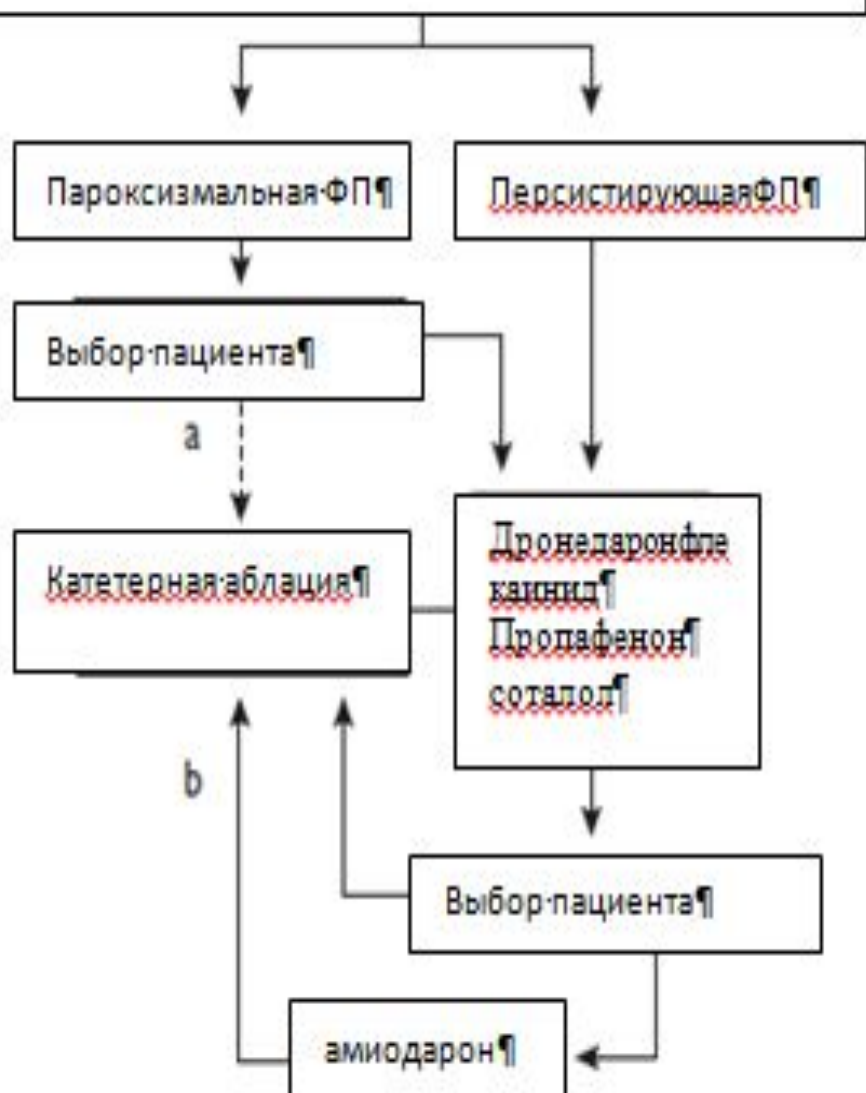 Пароксизмальная·ФП¶
ПерсистирующаяФП¶
Выбор·пациента¶
a
Катетерная·аблация¶
Дронедаронфле
каинид¶
Пропафенон¶
соталол¶
b
Выбор·пациента¶
амиодарон¶